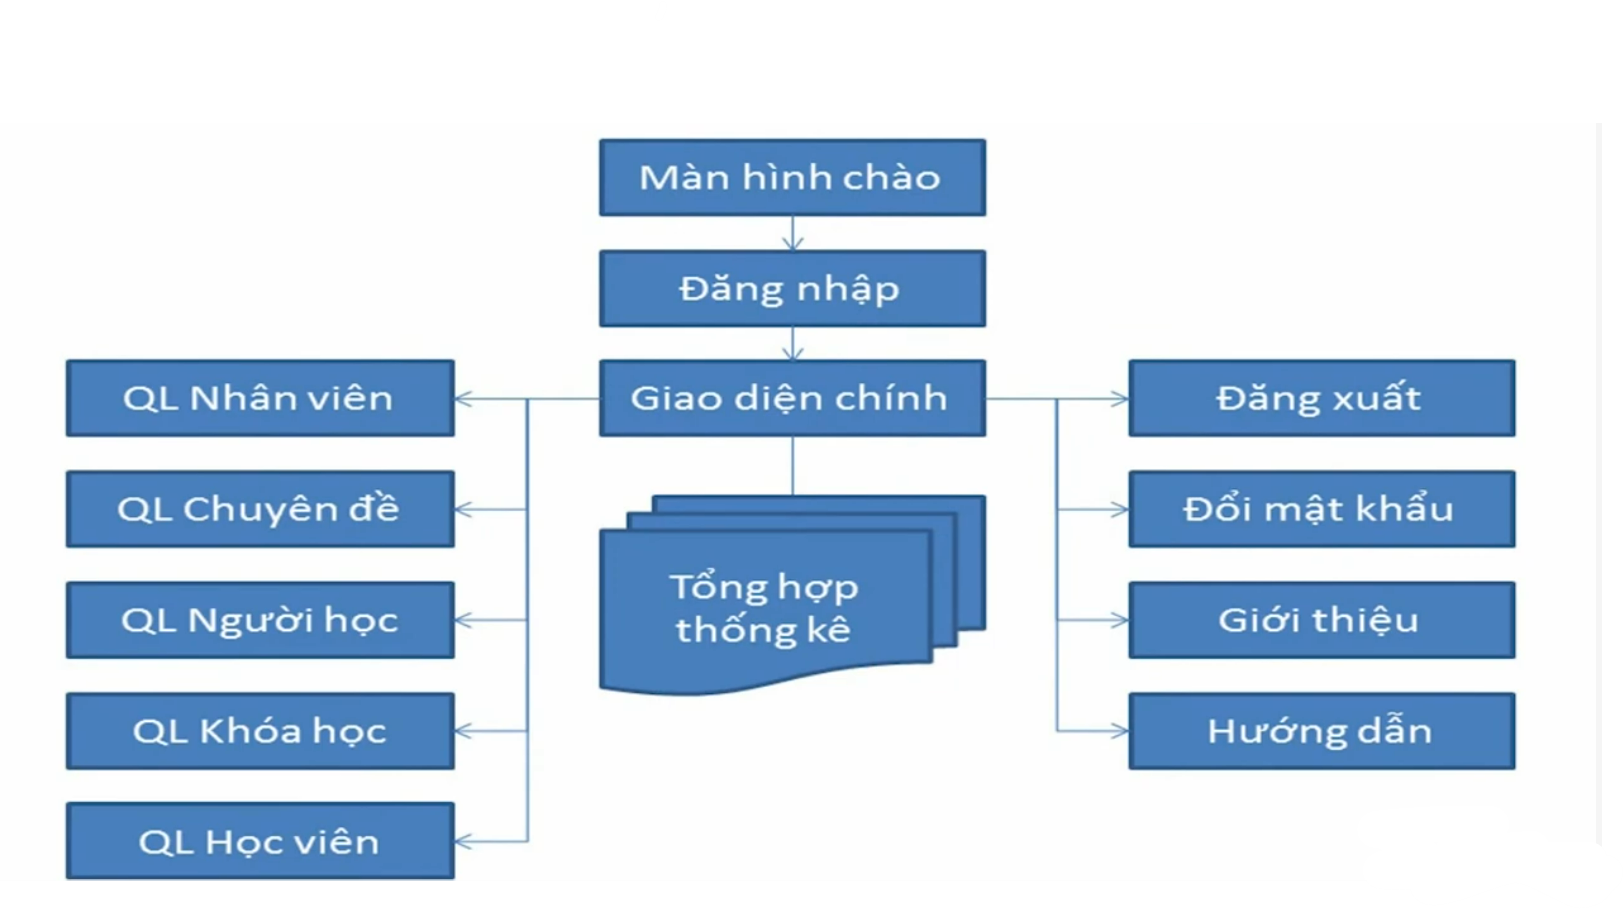 Màn hình chào
Đăng nhập
Giao diện chính
QL Nhân viên
QL Chuyên đề
QL Người học
QL Khóa học
QL Học viên
Tổng hợp
thống kê
Đăng xuất
Đổi mật khẩu
Giới thiệu
Hướng dẫn